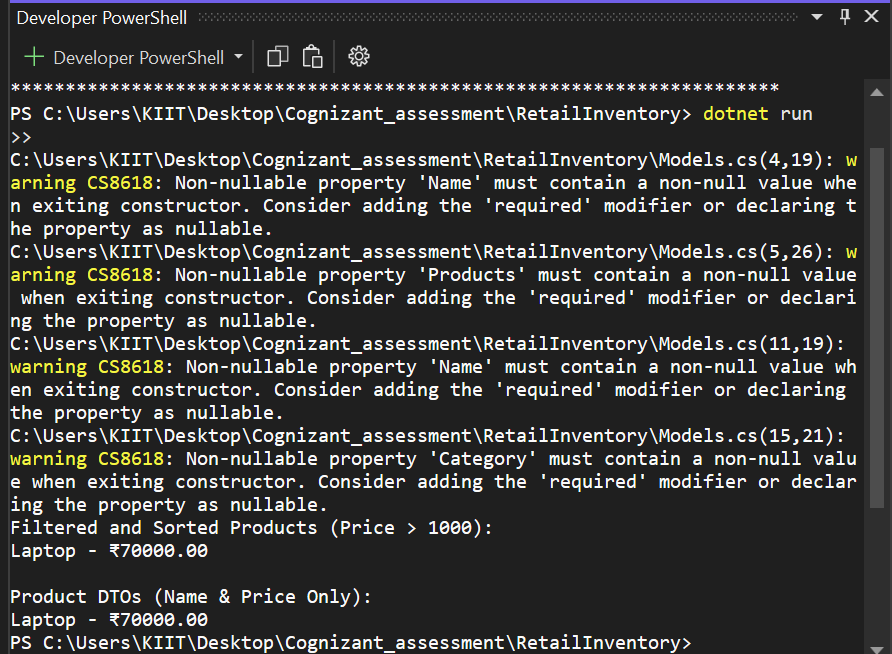 Developer PowerShell
Developer PowerShell
**********************************************************************
PS C:\Users\KIIT\Desktop\Cognizant_assessment\RetailInventory> dotnet run
>>
C:\Users\KIIT\Desktop\Cognizant_assessment\RetailInventory\Models.cs(4,19): w
arning CS8618: Non-nullable property 'Name' must contain a non-null value whe
n exiting constructor. Consider adding the 'required' modifier or declaring t
he property as nullable.
C:\Users\KIIT\Desktop\Cognizant_assessment\RetailInventory\Models.cs(5,26): w
arning CS8618: Non-nullable property 'Products' must contain a non-null value
 when exiting constructor. Consider adding the 'required' modifier or declari
ng the property as nullable.
C:\Users\KIIT\Desktop\Cognizant_assessment\RetailInventory\Models.cs(11,19):
warning CS8618: Non-nullable property 'Name' must contain a non-null value wh
en exiting constructor. Consider adding the 'required' modifier or declaring
the property as nullable.
C:\Users\KIIT\Desktop\Cognizant_assessment\RetailInventory\Models.cs(15,21):
warning CS8618: Non-nullable property 'Category' must contain a non-null valu
e when exiting constructor. Consider adding the 'required' modifier or declar
ing the property as nullable.
Filtered and Sorted Products (Price > 1000):
Laptop - ₹70000.00

Product DTOs (Name & Price Only):
Laptop - ₹70000.00
PS C:\Users\KIIT\Desktop\Cognizant_assessment\RetailInventory>